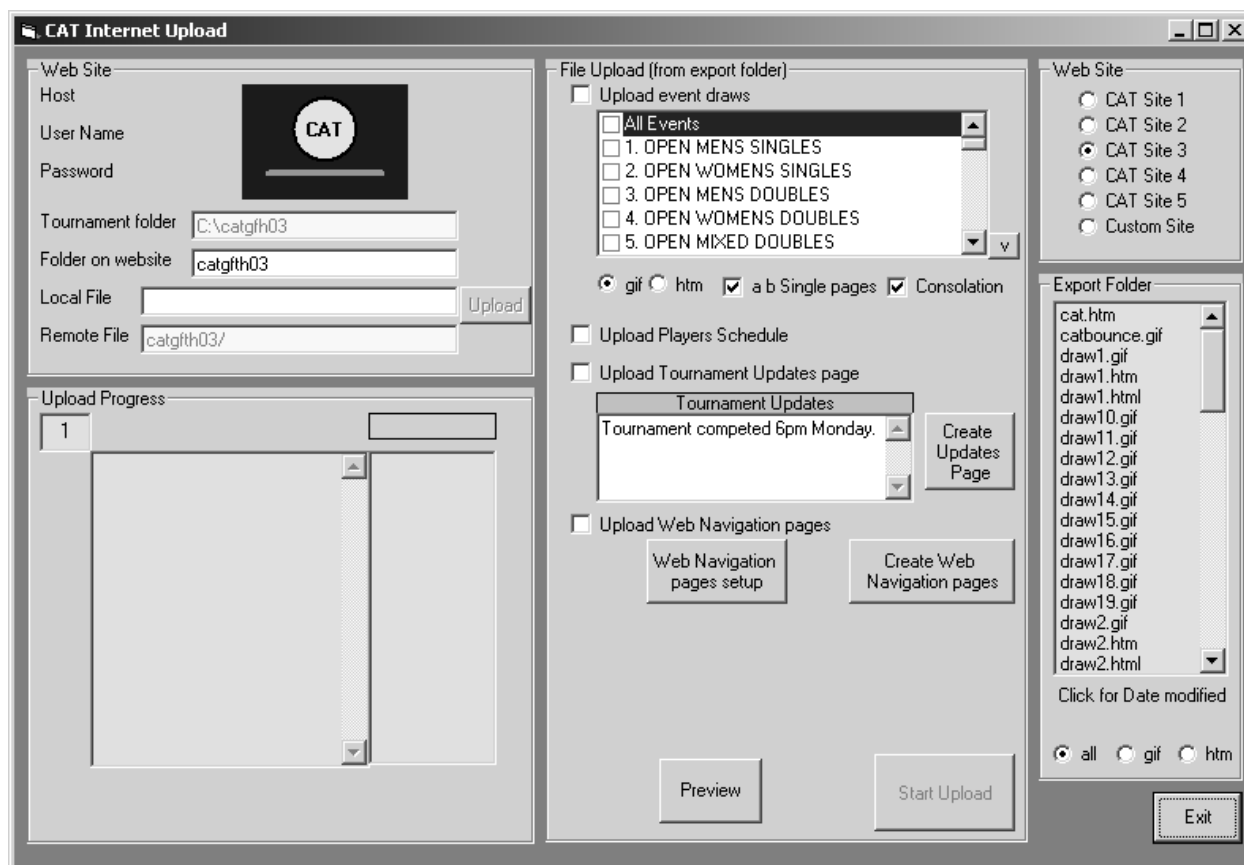 CAT Internet Upload
Web Site
Host
CAT
User Name
Password
Tournament folder C:\catgfh03
Folder on website catgfth03
Local File Upload
Remote File catgfth03/
Upload Progress
1
File Upload (from export folder)
Upload event draws
All Events
1. OPEN MENS SINGLES
2. OPEN WOMENS SINGLES
3. OPEN MENS DOUBLES
4. OPEN WOMENS DOUBLES
5. OPEN MIXED DOUBLES
v
gif htm a b Single pages Consolation
Upload Players Schedule
Upload Tournament Updates page
Tournament Updates
Tournament competed 6pm Monday.
Create
Updates
Page
Upload Web Navigation pages
Web Navigation
pages setup
Create Web
Navigation pages
Preview
Start Upload
Web Site
CAT Site 1
CAT Site 2
CAT Site 3
CAT Site 4
CAT Site 5
Custom Site
Export Folder
cat.htm
catbounce.gif
draw1.gif
draw1.htm
draw1.html
draw10.gif
draw11.gif
draw12.gif
draw13.gif
draw14.gif
draw15.gif
draw16.gif
draw17.gif
draw18.gif
draw19.gif
draw2.gif
draw2.htm
draw2.html
Click for Date modified
all gif htm
Exit